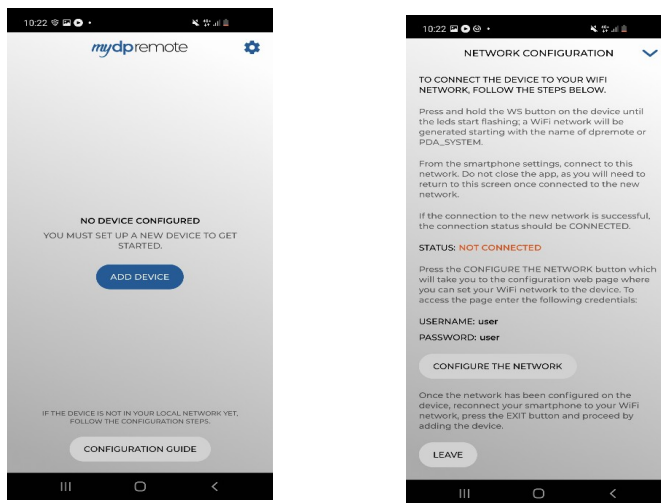 10:22
mydpremote
NO DEVICE CONFIGURED
YOU MUST SET UP A NEW DEVICE TO GET
STARTED.
ADD DEVICE
IF THE DEVICE IS NOT IN YOUR LOCAL NETWORK YET,
FOLLOW THE CONFIGURATION STEPS.
CONFIGURATION GUIDE
10:22
NETWORK CONFIGURATION
TO CONNECT THE DEVICE TO YOUR WIFI
NETWORK, FOLLOW THE STEPS BELOW.
Press and hold the WS button on the device until
the leds start flashing; a WiFi network will be
generated starting with the name of dpremote or
PDA_SYSTEM.
From the smartphone settings, connect to this
network. Do not close the app, as you will need to
return to this screen once connected to the new
network.
If the connection to the new network is successful,
the connection status should be CONNECTED.
STATUS: NOT CONNECTED
Press the CONFIGURE THE NETWORK button which
will take you to the configuration web page where
you can set your WiFi network to the device. To
access the page enter the following credentials:
USERNAME: user
PASSWORD: user
CONFIGURE THE NETWORK
Once the network has been configured on the
device, reconnect your smartphone to your WiFi
network, press the EXIT button and proceed by
adding the device.
LEAVE